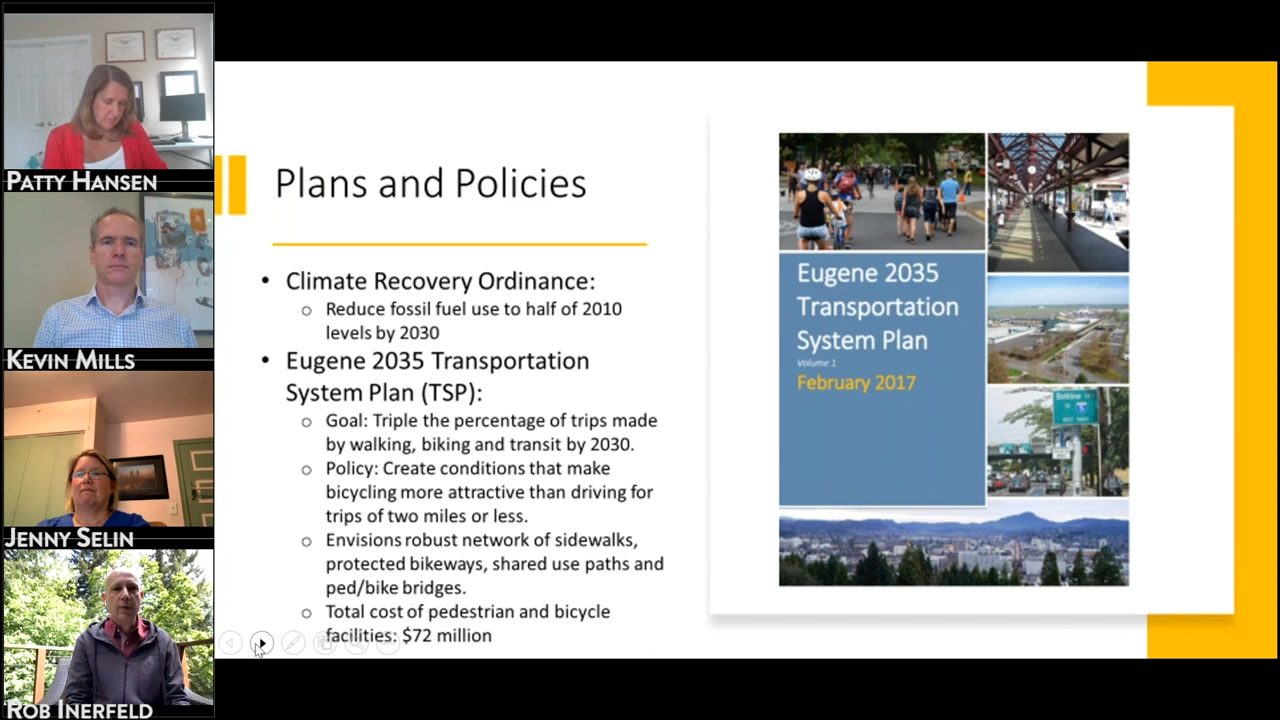 PATTY HANSEN
KEVIN MILLS
JENNY SELIN
ROB INERFELD
Plans and Policies
• Climate Recovery Ordinance:
o Reduce fossil fuel use to half of 2010
levels by 2030
• Eugene 2035 Transportation
System Plan (TSP):
o Goal: Triple the percentage of trips made
by walking, biking and transit by 2030.
o Policy: Create conditions that make
bicycling more attractive than driving for
trips of two miles or less.
o Envisions robust network of sidewalks,
protected bikeways, shared use paths and
ped/bike bridges.
o Total cost of pedestrian and bicycle
facilities: $72 million
Eugene 2035
Transportation
System Plan
Volume 1
February 2017
Beltline